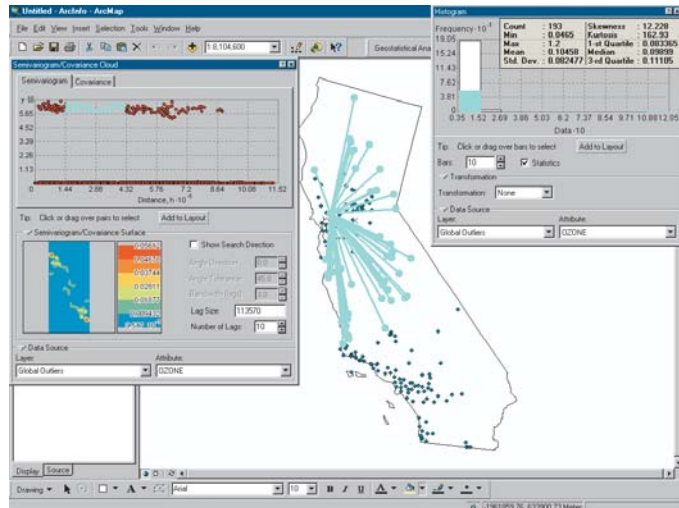 Untitled - ArcInfo - ArcMap
File Edit View Insert Selection Tools Window Help
1:8,104,600
Geostatistical Ana
Semivariogram/Covariance Cloud
Semivariogram Covariance
5.65
4.52
3.39
2.26
1.13
0 1.44 2.88 4.32 5.76 7.20 8.64 10.08 11.52
Distance, h
Tip: Click or drag over pairs to select
Add to Layout
Semivariogram/Covariance Surface
Show Search Direction
Angle Direction:
0.0
Angle Tolerance:
45.0
Lag Size:
113570
Number of Lags:
10
Data Source
Layer:
Attribute:
Global Outliers
OZONE
Display Source
Drawing
Arial
10
B I U A
Histogram
Frequency·10
19.05
15.24
11.43
7.62
3.81
0
Count : 193 Skewness : 12.228
Min : 0.0465 Kurtosis : 162.93
Max : 1.2 1-st Quartile : 0.083365
Mean : 0.10458 Median : 0.09899
Std. Dev. : 0.082477 3-rd Quartile : 0.11105
0.35 1.52 2.69 3.86 5.03 6.2 7.37 8.54 9.71 10.88 12.05
Data·10
Tip: Click or drag over bars to select
Add to Layout
Bars: 10
Statistics
Transformation
Transformation: None
Data Source
Layer:
Attribute:
Global Outliers
OZONE